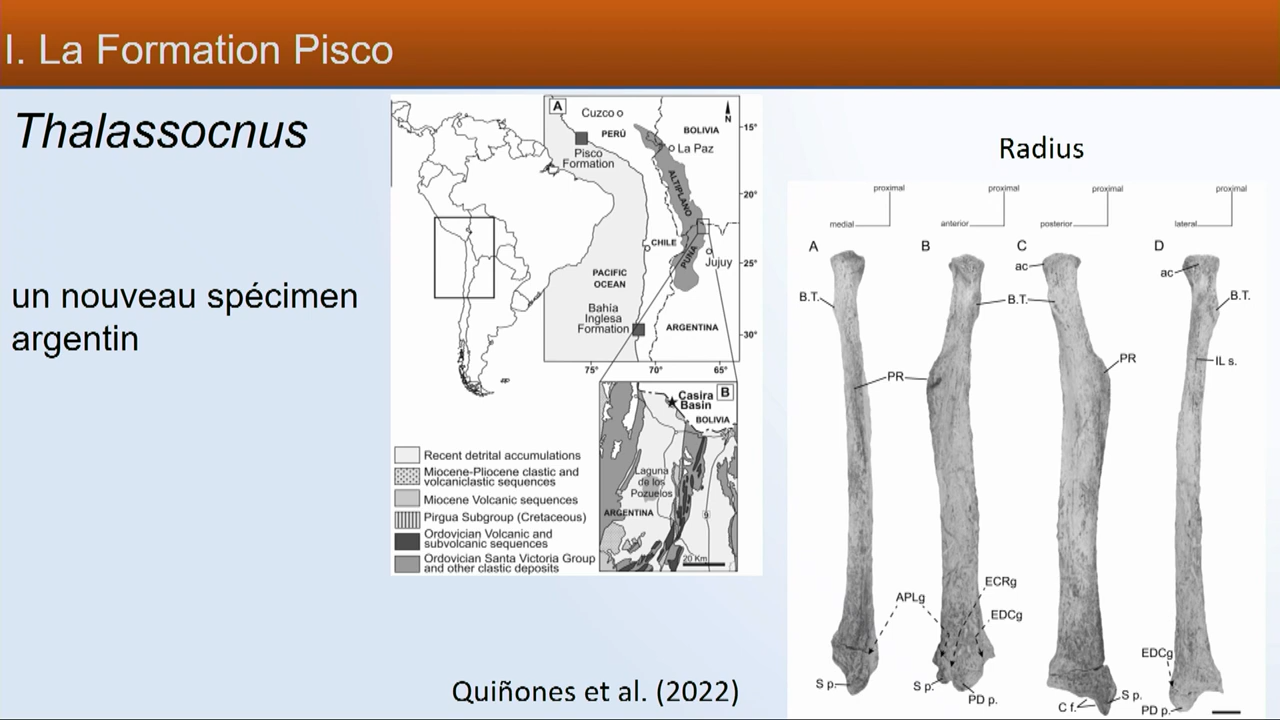 I. La Formation Pisco
Thalassocnus
un nouveau spécimen
argentin
A
Cuzco
N
PERÚ
BOLIVIA
15°
La Paz
Pisco
Formation
ALTIPLANO
20°
CHILE
PUNA
Jujuy
25°
PACIFIC
OCEAN
Bahía
Inglesa
Formation
ARGENTINA
30°
75°
70°
65°
B
Casira
Basin
BOLIVIA
Laguna
de los
Pozuelos
ARGENTINA
9
20 Km
Recent detrital accumulations
Miocene-Pliocene clastic and
volcaniclastic sequences
Miocene Volcanic sequences
Pirgua Subgroup (Cretaceous)
Ordovician Volcanic and
subvolcanic sequences
Ordovician Santa Victoria Group
and other clastic deposits
Quiñones et al. (2022)
Radius
proximal proximal proximal proximal
medial anterior posterior lateral
A B C D
ac
ac
B.T. B.T. B.T.
PR
PR
IL s.
ECRg
APLg
EDCg
EDCg
S p. S p. PD p. C f. S p. PD p.